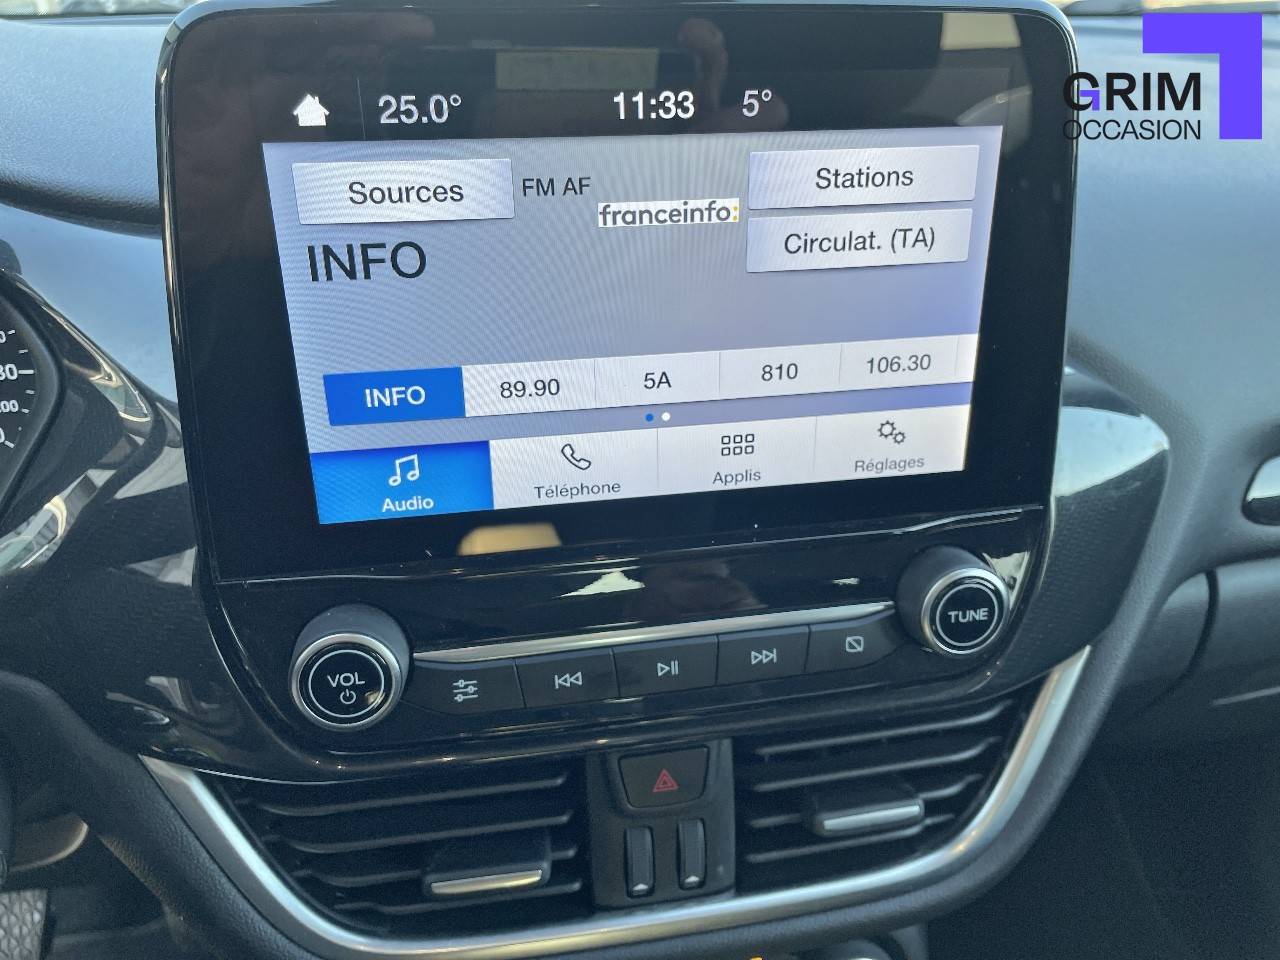 GRIM
OCCASION
25.0°
11:33
5°
Sources
FM AF
franceinfo:
Stations
Circulat. (TA)
INFO
INFO
89.90
5A
810
106.30
Audio
Téléphone
Applis
Réglages
VOL
TUNE